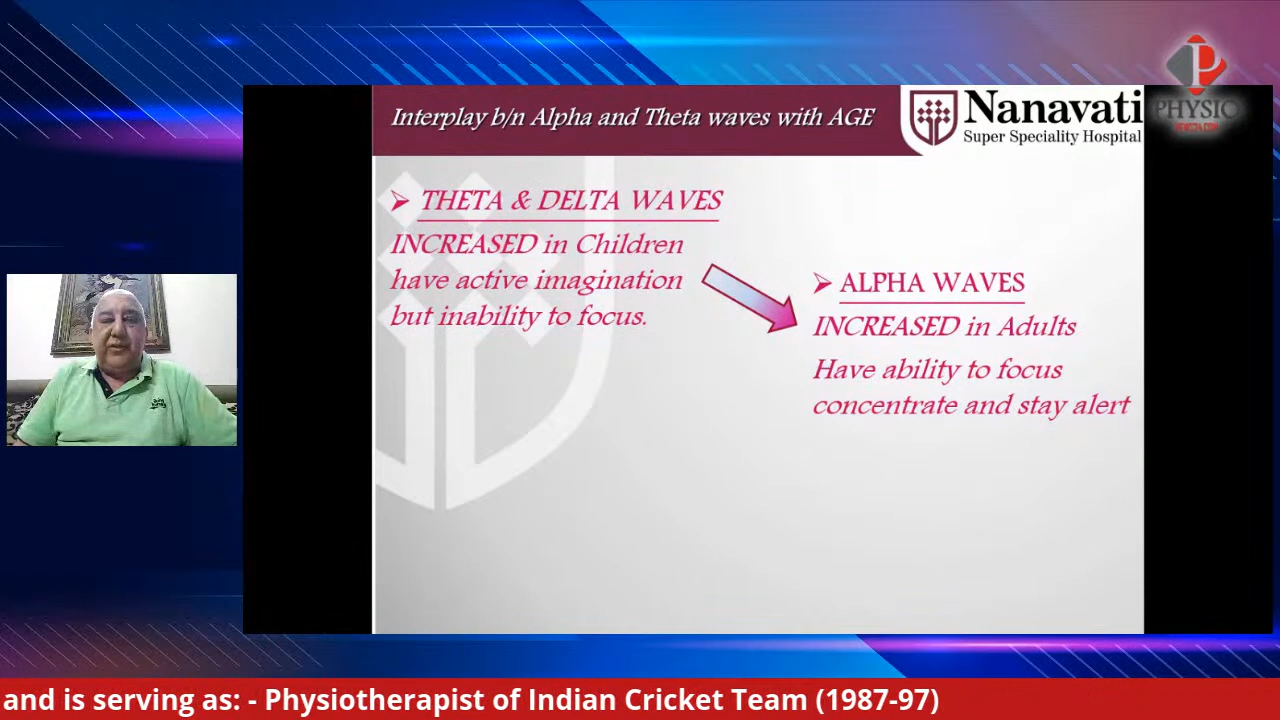 Interplay b/n Alpha and Theta waves with AGE
Nanavati
Super Speciality Hospital
PHYSIO
THETA & DELTA WAVES
INCREASED in Children
have active imagination
but inability to focus.
ALPHA WAVES
INCREASED in Adults
Have ability to focus
concentrate and stay alert
and is serving as: - Physiotherapist of Indian Cricket Team (1987-97)